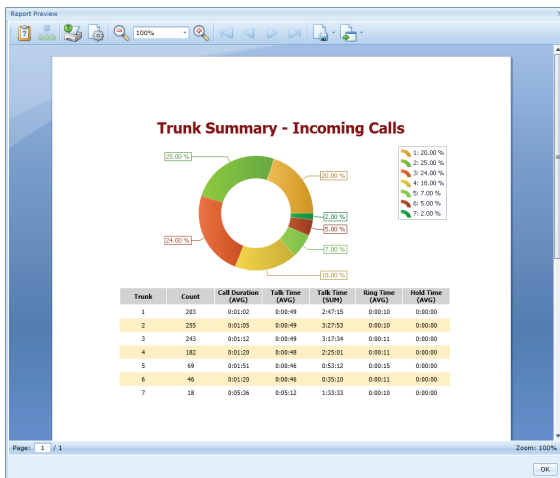 Report Preview
100%
Trunk Summary - Incoming Calls
25.00 %
20.00 %
2.00 %
5.00 %
7.00 %
18.00 %
24.00 %
1: 20.00 %
2: 25.00 %
3: 24.00 %
4: 18.00 %
5: 7.00 %
6: 5.00 %
7: 2.00 %
Trunk Count Call Duration (AVG) Talk Time (AVG) Talk Time (SUM) Ring Time (AVG) Hold Time (AVG)
1 203 0:01:02 0:00:49 2:47:15 0:00:10 0:00:00
2 255 0:01:05 0:00:49 3:27:53 0:00:10 0:00:00
3 243 0:01:12 0:00:49 3:17:34 0:00:11 0:00:00
4 182 0:01:20 0:00:48 2:25:01 0:00:11 0:00:00
5 69 0:01:51 0:00:46 0:53:12 0:00:15 0:00:00
6 46 0:01:20 0:00:46 0:35:10 0:00:11 0:00:00
7 18 0:05:36 0:05:12 1:33:33 0:00:10 0:00:00
Page: 1 / 1
Zoom: 100%
OK